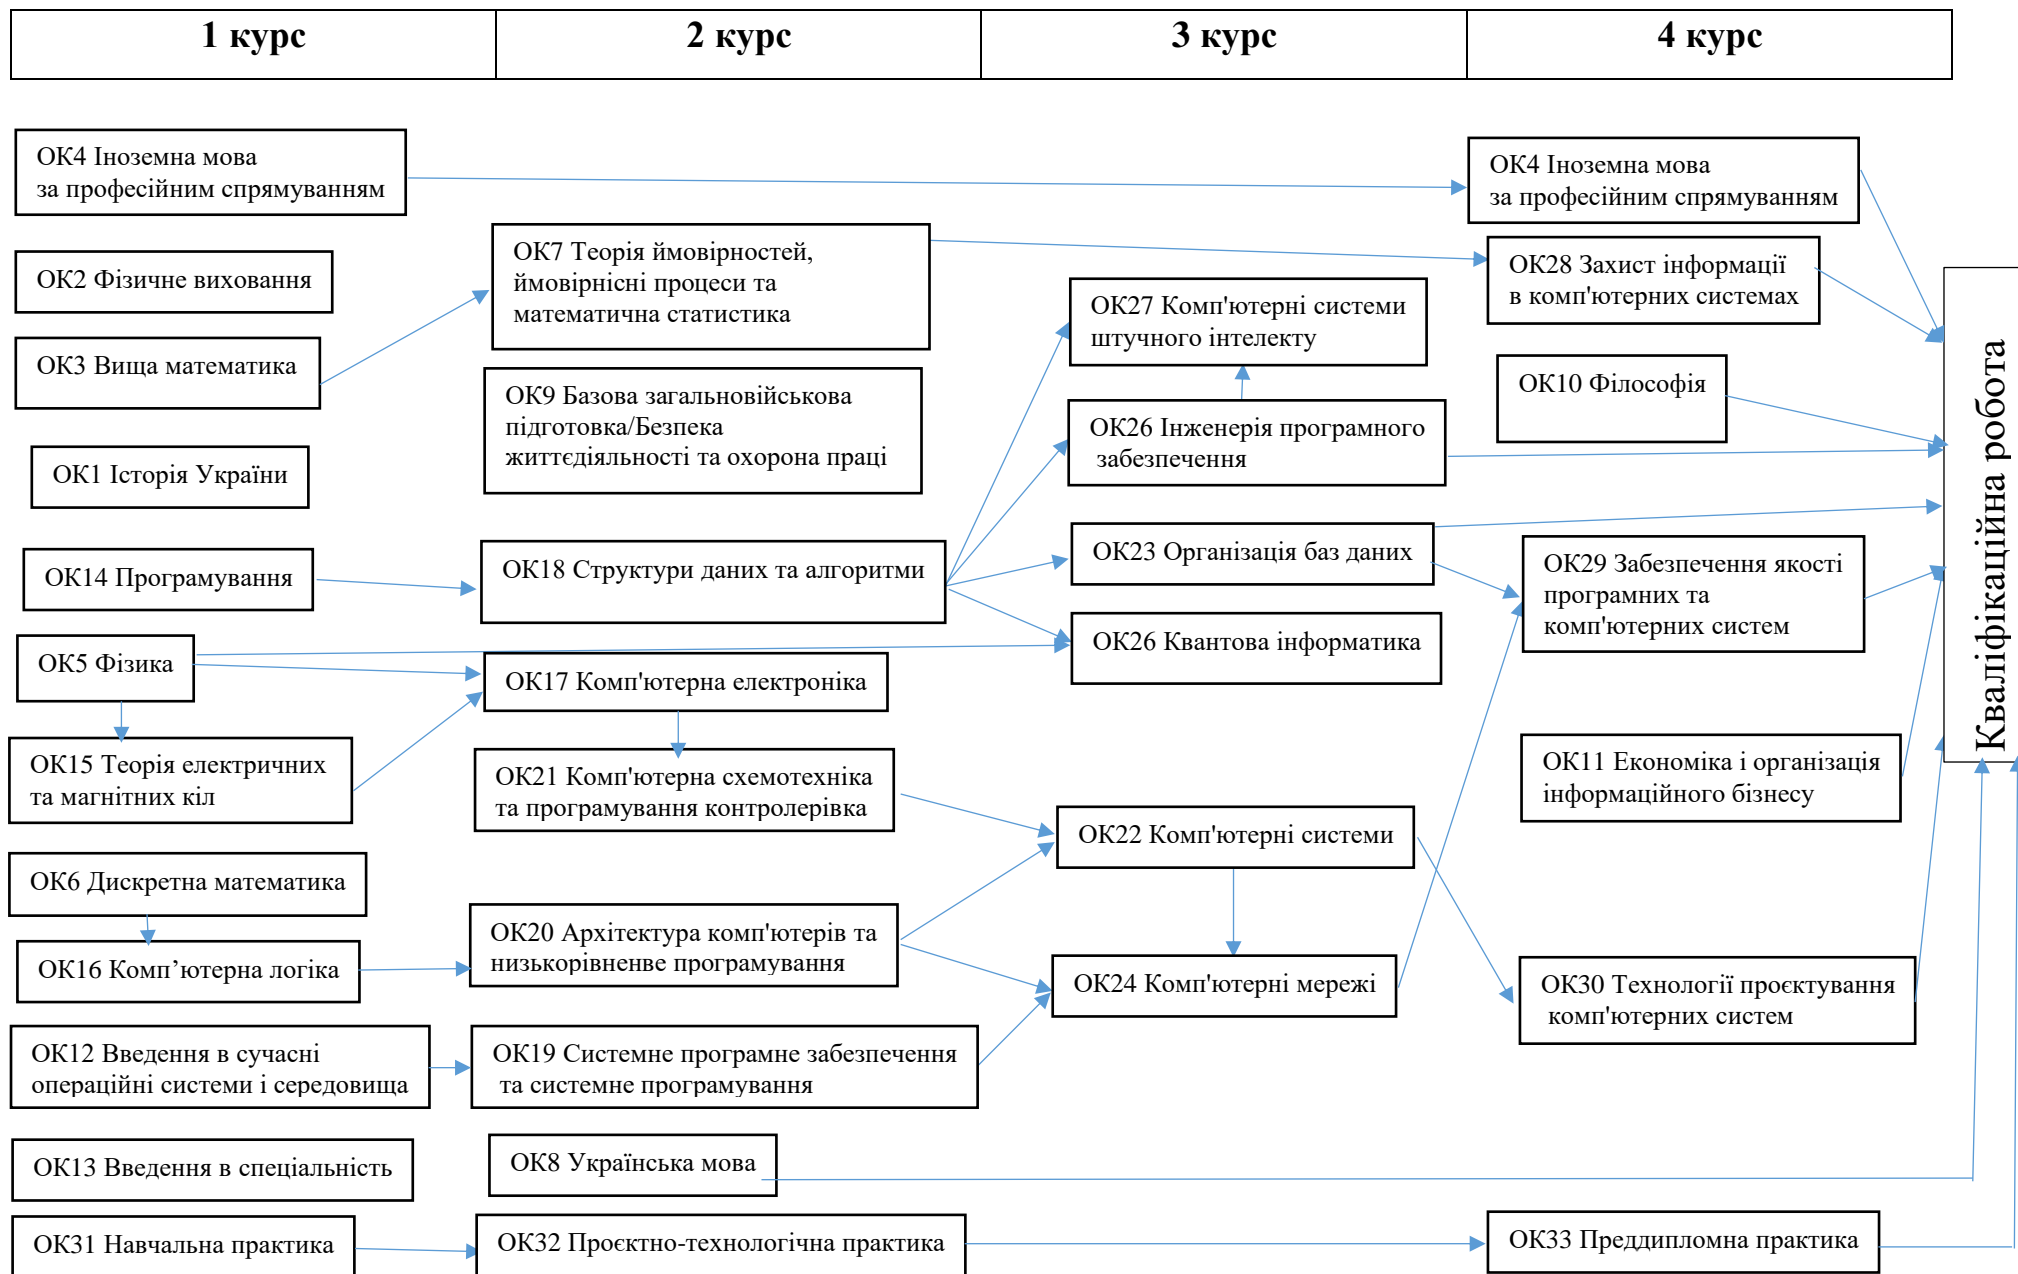 1 курс
2 курс
3 курс
4 курс
ОК4 Іноземна мова
за професійним спрямуванням
ОК2 Фізичне виховання
ОК3 Вища математика
ОК1 Історія України
ОК14 Програмування
ОК5 Фізика
ОК15 Теорія електричних
та магнітних кіл
ОК6 Дискретна математика
ОК16 Комп’ютерна логіка
ОК12 Введення в сучасні
операційні системи і середовища
ОК13 Введення в спеціальність
ОК31 Навчальна практика
ОК7 Теорія ймовірностей,
ймовірнісні процеси та
математична статистика
ОК9 Базова загальновійськова
підготовка/Безпека
життєдіяльності та охорона праці
ОК18 Структури даних та алгоритми
ОК17 Комп'ютерна електроніка
ОК21 Комп'ютерна схемотехніка
та програмування контролерівка
ОК20 Архітектура комп'ютерів та
низькорівненве програмування
ОК19 Системне програмне забезпечення
та системне програмування
ОК8 Українська мова
ОК32 Проєктно-технологічна практика
ОК27 Комп'ютерні системи
штучного інтелекту
ОК26 Інженерія програмного
забезпечення
ОК23 Організація баз даних
ОК26 Квантова інформатика
ОК22 Комп'ютерні системи
ОК24 Комп'ютерні мережі
ОК4 Іноземна мова
за професійним спрямуванням
ОК28 Захист інформації
в комп'ютерних системах
ОК10 Філософія
ОК29 Забезпечення якості
програмних та
комп'ютерних систем
ОК11 Економіка і організація
інформаційного бізнесу
ОК30 Технології проєктування
комп'ютерних систем
ОК33 Преддипломна практика
Кваліфікаційна робота